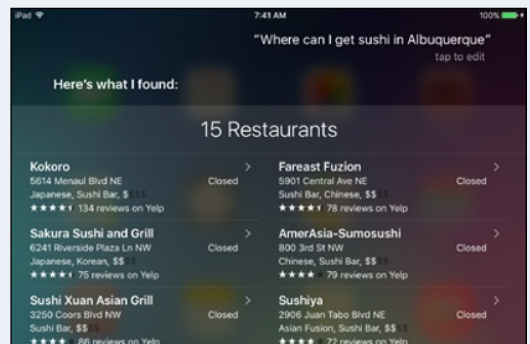 iPad 7:41 AM 100%
"Where can I get sushi in Albuquerque"
tap to edit
Here's what I found:
15 Restaurants
Kokoro
5614 Menaul Blvd NE Closed
Japanese, Sushi Bar, $$$$
★★★★ 134 reviews on Yelp
Fareast Fuzion
5901 Central Ave NE Closed
Sushi Bar, Chinese, $$$$
★★★★ 78 reviews on Yelp
Sakura Sushi and Grill
6241 Riverside Plaza Ln NW Closed
Japanese, Korean, $$$$
★★★★ 75 reviews on Yelp
AmerAsia-Sumosushi
800 3rd St NW Closed
Chinese, Sushi Bar, $$$$
★★★★ 79 reviews on Yelp
Sushi Xuan Asian Grill
3250 Coors Blvd NW Closed
Sushi Bar, $$$$
★★★★ 86 reviews on Yelp
Sushiya
2906 Juan Tabo Blvd NE Closed
Asian Fusion, Sushi Bar, $$$$
★★★★ 72 reviews on Yelp